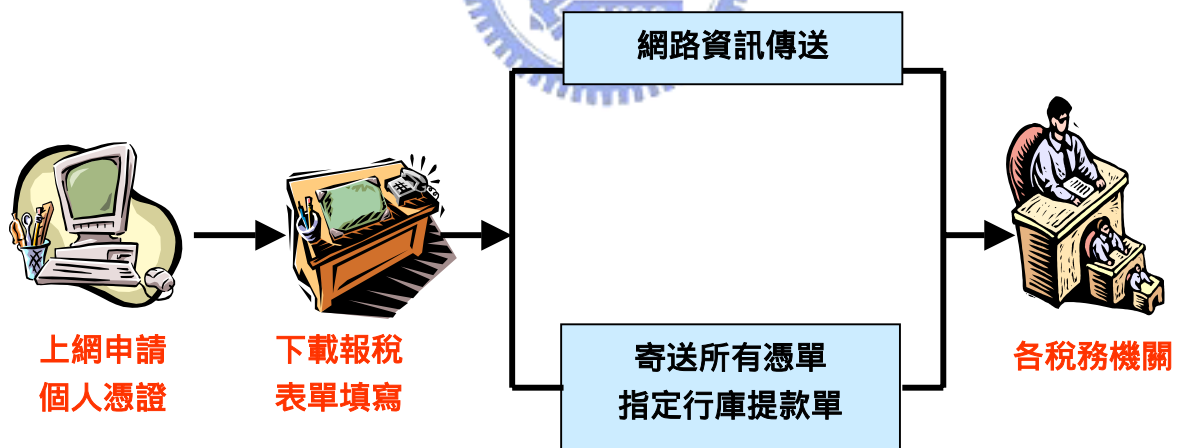 網路資訊傳送
上網申請
個人憑證
下載報稅
表單填寫
寄送所有憑單
指定行庫提款單
各稅務機關